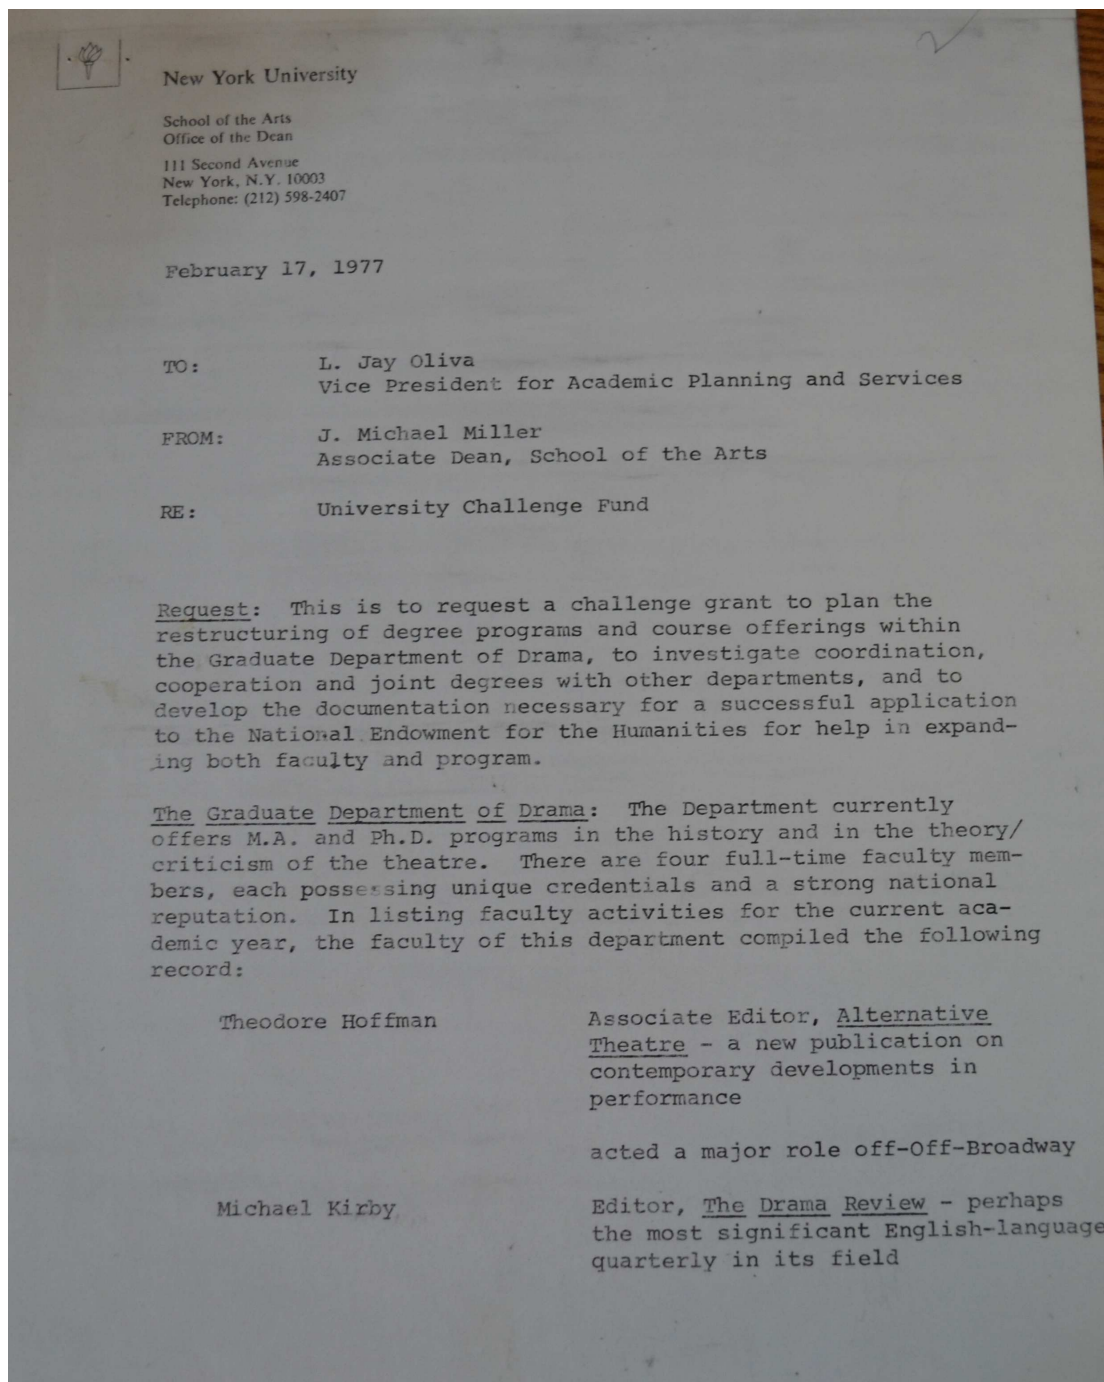 New York University
School of the Arts
Office of the Dean
111 Second Avenue
New York, N.Y. 10003
Telephone: (212) 598-2407
February 17, 1977
TO: L. Jay Oliva
Vice President for Academic Planning and Services
FROM: J. Michael Miller
Associate Dean, School of the Arts
RE: University Challenge Fund
Request: This is to request a challenge grant to plan the
restructuring of degree programs and course offerings within
the Graduate Department of Drama, to investigate coordination,
cooperation and joint degrees with other departments, and to
develop the documentation necessary for a successful application
to the National Endowment for the Humanities for help in expand-
ing both faculty and program.
The Graduate Department of Drama: The Department currently
offers M.A. and Ph.D. programs in the history and in the theory/
criticism of the theatre. There are four full-time faculty mem-
bers, each possessing unique credentials and a strong national
reputation. In listing faculty activities for the current aca-
demic year, the faculty of this department compiled the following
record:
Theodore Hoffman Associate Editor, Alternative
Theatre - a new publication on
contemporary developments in
performance
acted a major role off-Off-Broadway
Michael Kirby Editor, The Drama Review - perhaps
the most significant English-language
quarterly in its field